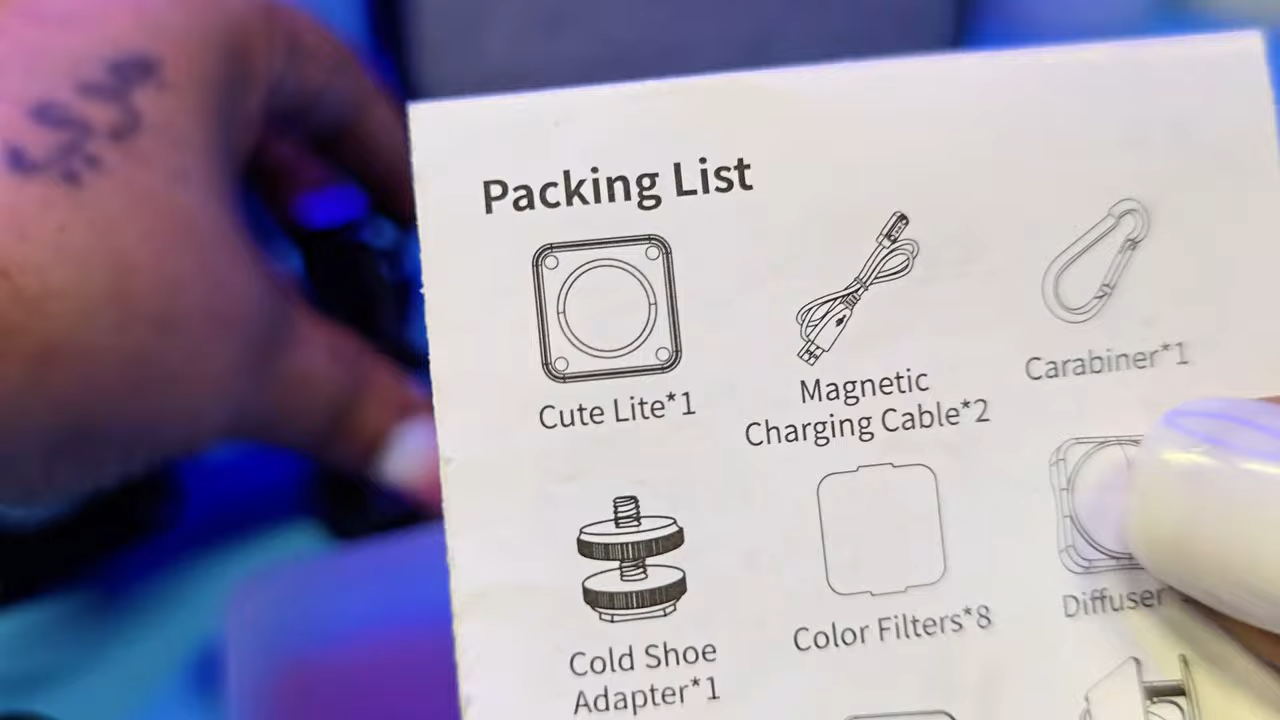 Packing List
Cute Lite*1
Magnetic
Charging Cable*2
Carabiner*1
Cold Shoe
Adapter*1
Color Filters*8
Diffuser*